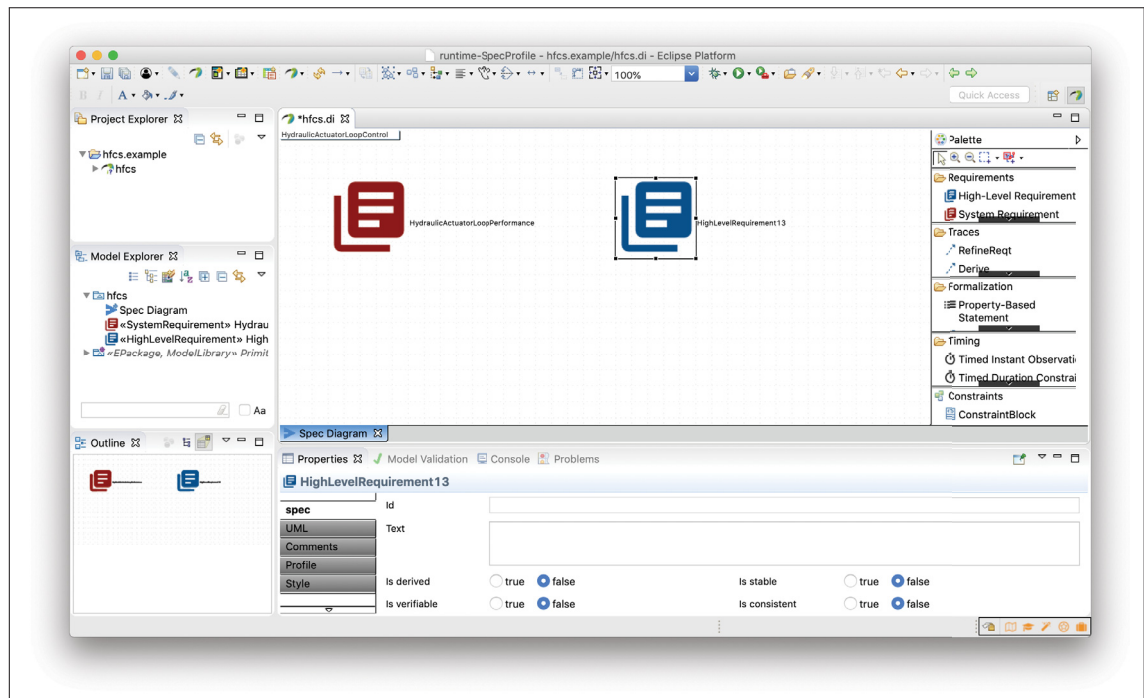 runtime-SpecProfile - hfcs.example/hfcs.di - Eclipse Platform
100%
B I A
Quick Access
Project Explorer
*hfcs.di
HydraulicActuatorLoopControl
hfcs.example
hfcs
HydraulicActuatorLoopPerformance
HighLevelRequirement13
Palette
Requirements
High-Level Requirement
System Requirement
Traces
RefineReqt
Derive
Formalization
Property-Based
Statement
Timing
Timed Instant Observati
Timed Duration Constrai
Constraints
ConstraintBlock
Model Explorer
hfcs
Spec Diagram
«SystemRequirement» Hydrau
«HighLevelRequirement» High
«EPackage, ModelLibrary» Primit
Aa
Spec Diagram
Outline
Properties Model Validation Console Problems
HighLevelRequirement13
spec
UML
Comments
Profile
Style
Id
Text
Is derived true false Is stable true false
Is verifiable true false Is consistent true false